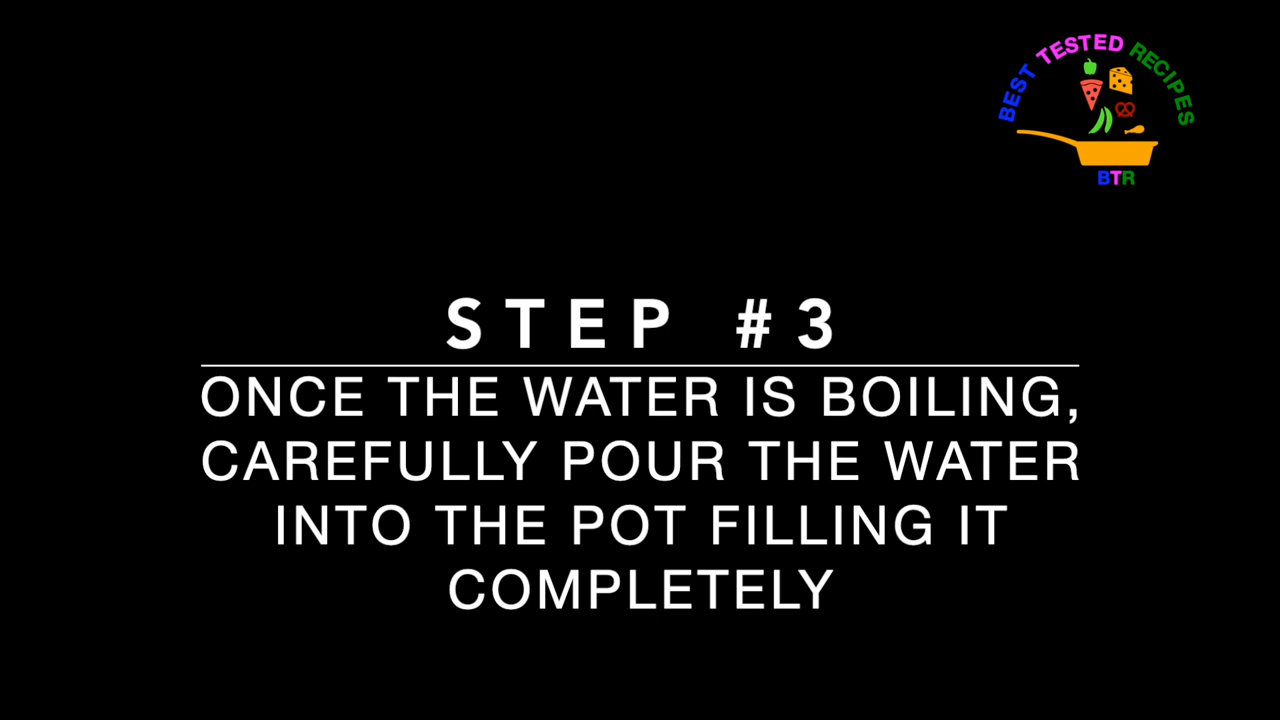 BEST TESTED RECIPES
BTR
STEP #3
ONCE THE WATER IS BOILING,
CAREFULLY POUR THE WATER
INTO THE POT FILLING IT
COMPLETELY